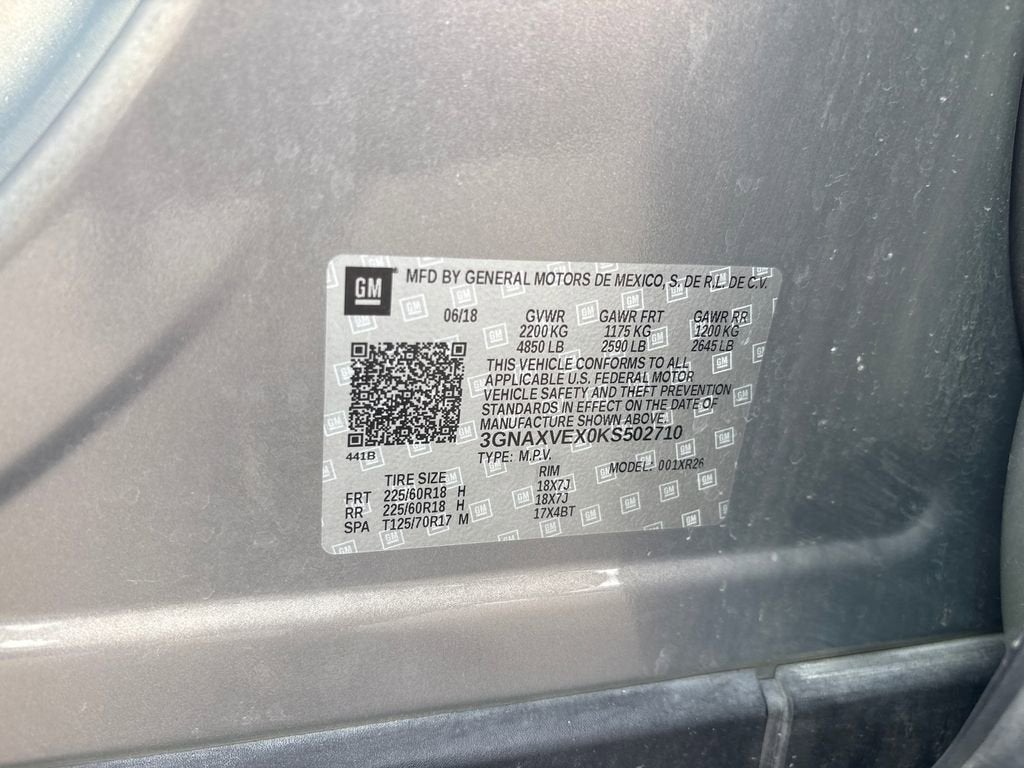 GM MFD BY GENERAL MOTORS DE MEXICO, S. DE R.L. DE C.V.
06/18 GVWR GAWR FRT GAWR RR
2200 KG 1175 KG 1200 KG
4850 LB 2590 LB 2645 LB
THIS VEHICLE CONFORMS TO ALL
APPLICABLE U.S. FEDERAL MOTOR
VEHICLE SAFETY AND THEFT PREVENTION
STANDARDS IN EFFECT ON THE DATE OF
MANUFACTURE SHOWN ABOVE.
3GNAXVEX0KS502710
441B TYPE: M.P.V. MODEL: 001XR26
TIRE SIZE RIM
FRT 225/60R18 H 18X7J
RR 225/60R18 H 18X7J
SPA T125/70R17 M 17X4BT